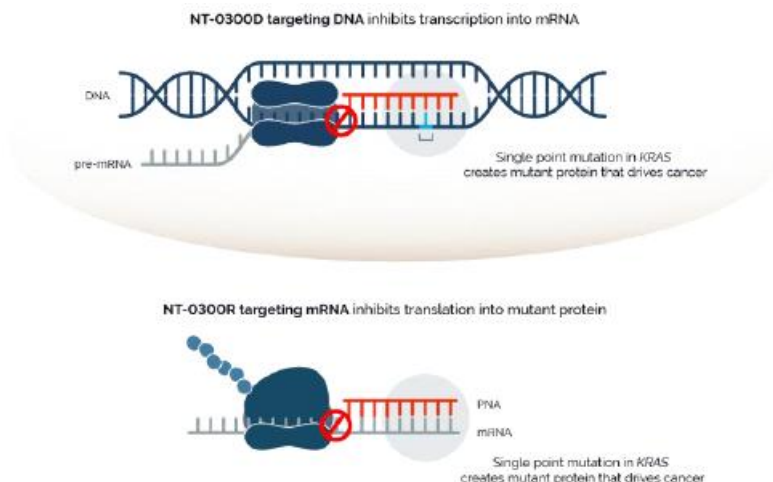 NT-0300D targeting DNA inhibits transcription into mRNA
DNA
pre-mRNA
Single point mutation in KRAS
creates mutant protein that drives cancer
NT-0300R targeting mRNA inhibits translation into mutant protein
PNA
mRNA
Single point mutation in KRAS
creates mutant protein that drives cancer